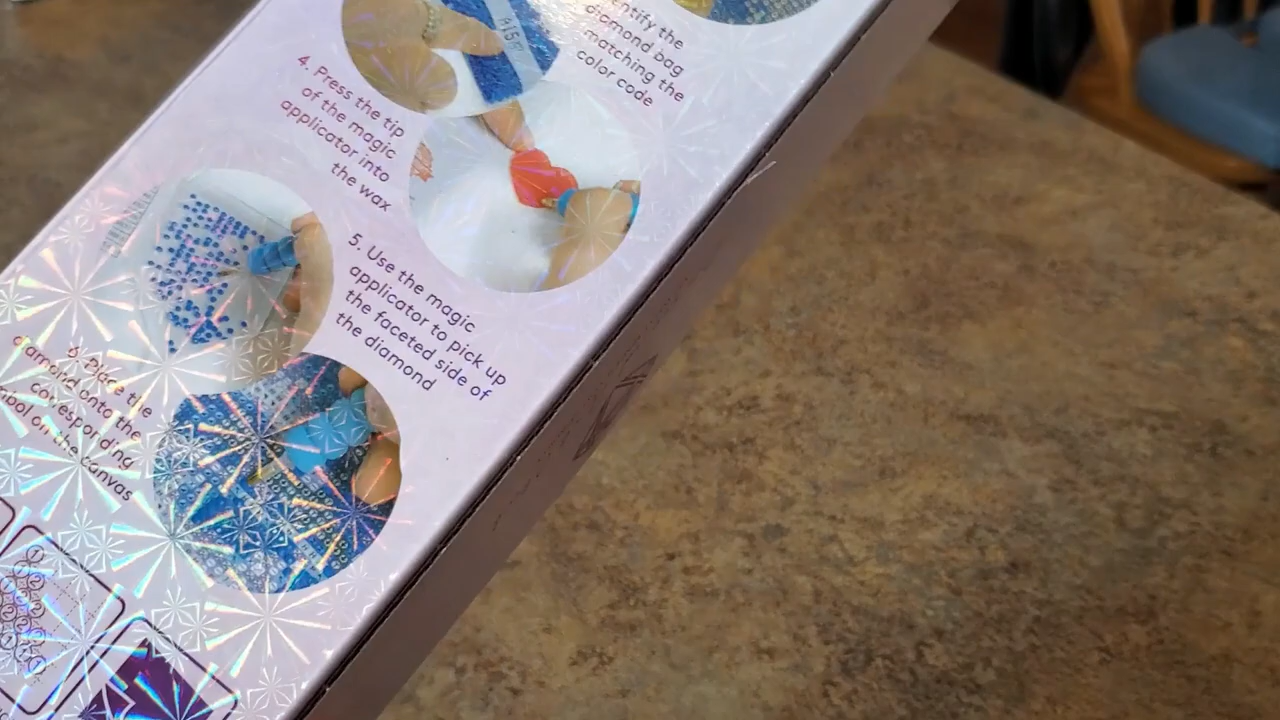 diamond bag
matching the
color code
4. Press the tip
of the magic
applicator into
the wax
5. Use the magic
applicator to pick up
the faceted side of
the diamond
6. Place the
diamond onto the
corresponding
on the canvas